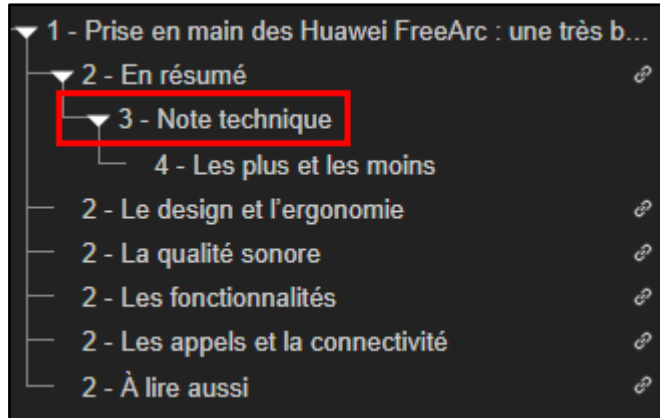 1 - Prise en main des Huawei FreeArc : une très b...
2 - En résumé
3 - Note technique
4 - Les plus et les moins
2 - Le design et l'ergonomie
2 - La qualité sonore
2 - Les fonctionnalités
2 - Les appels et la connectivité
2 - À lire aussi